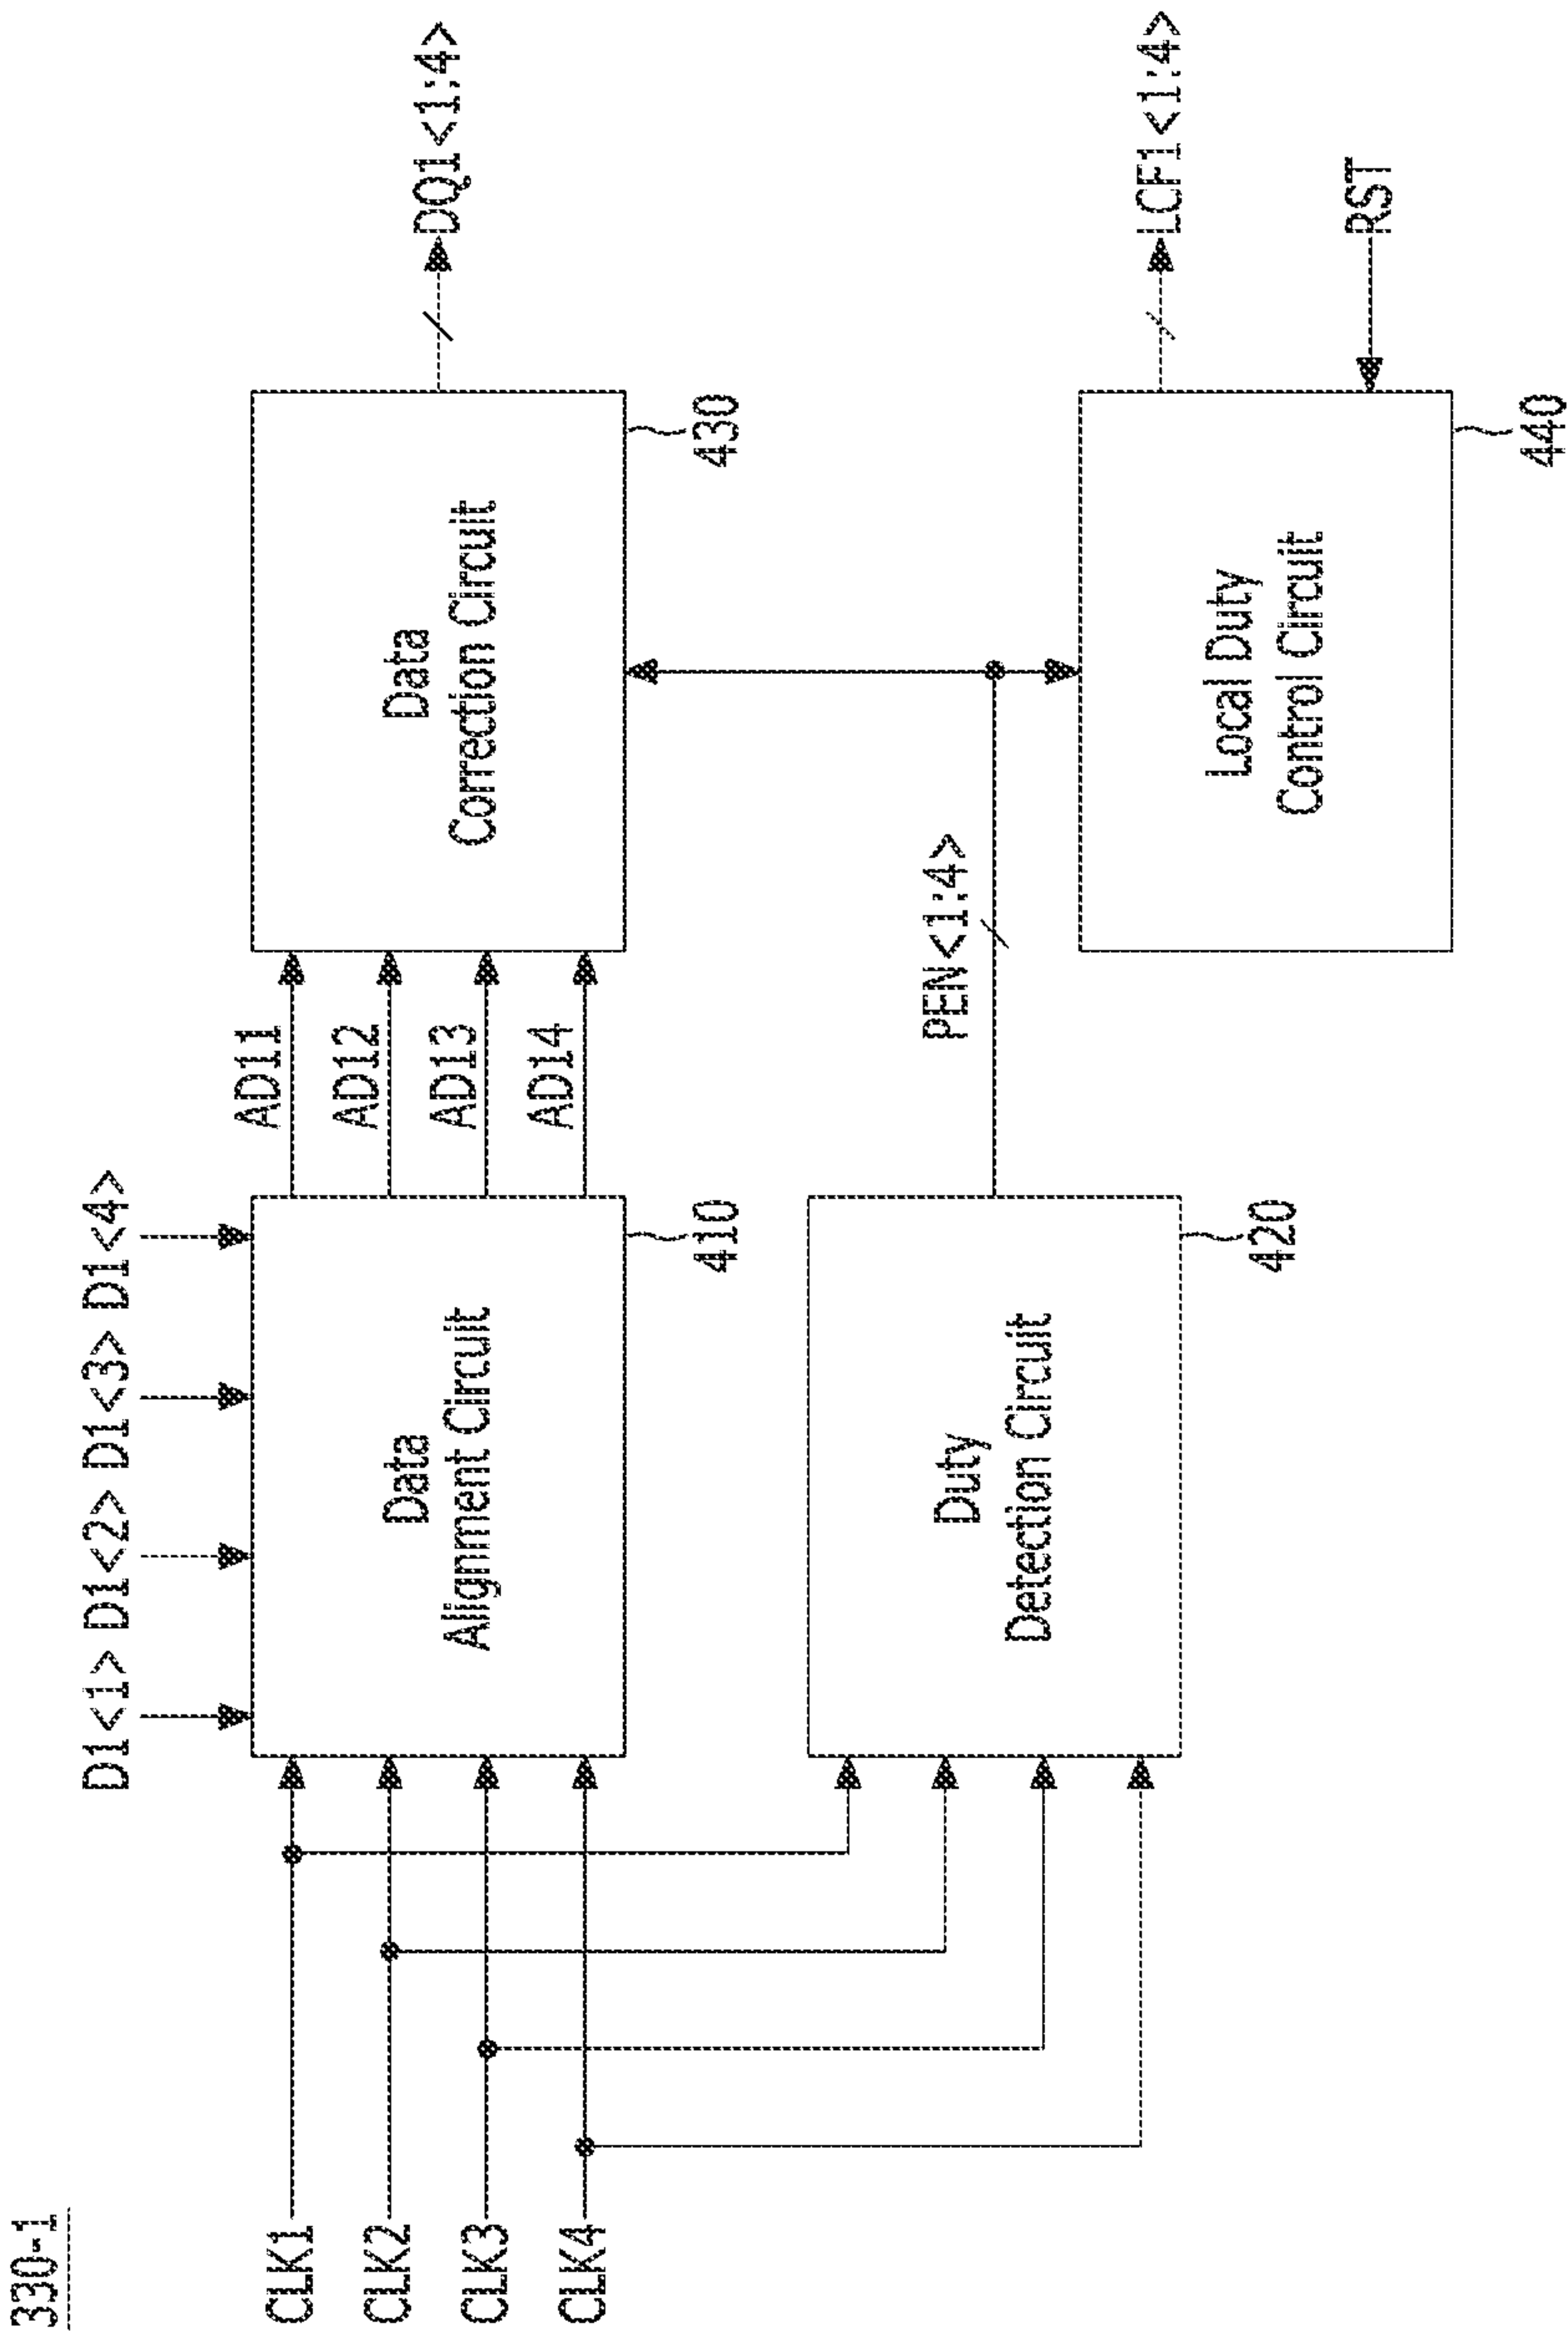 330-1
D1<1> D1<2> D1<3> D1<4>
CLK1
CLK2
CLK3
CLK4
Data
Alignment Circuit
410
AD11
AD12
AD13
AD14
Data
Correction Circuit
430
DQ1<1:4>
Duty
Detection Circuit
420
PEN<1:4>
Local Duty
Control Circuit
440
LCF1<1:4>
RST